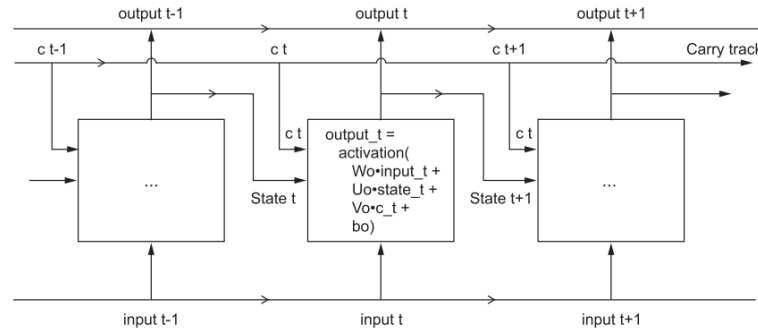 output t-1
output t
output t+1
c t-1
c t
c t+1
Carry track
c t
c t
...
output_t =
activation(
Wo•input_t +
Uo•state_t +
Vo•c_t +
bo)
...
State t
State t+1
input t-1
input t
input t+1